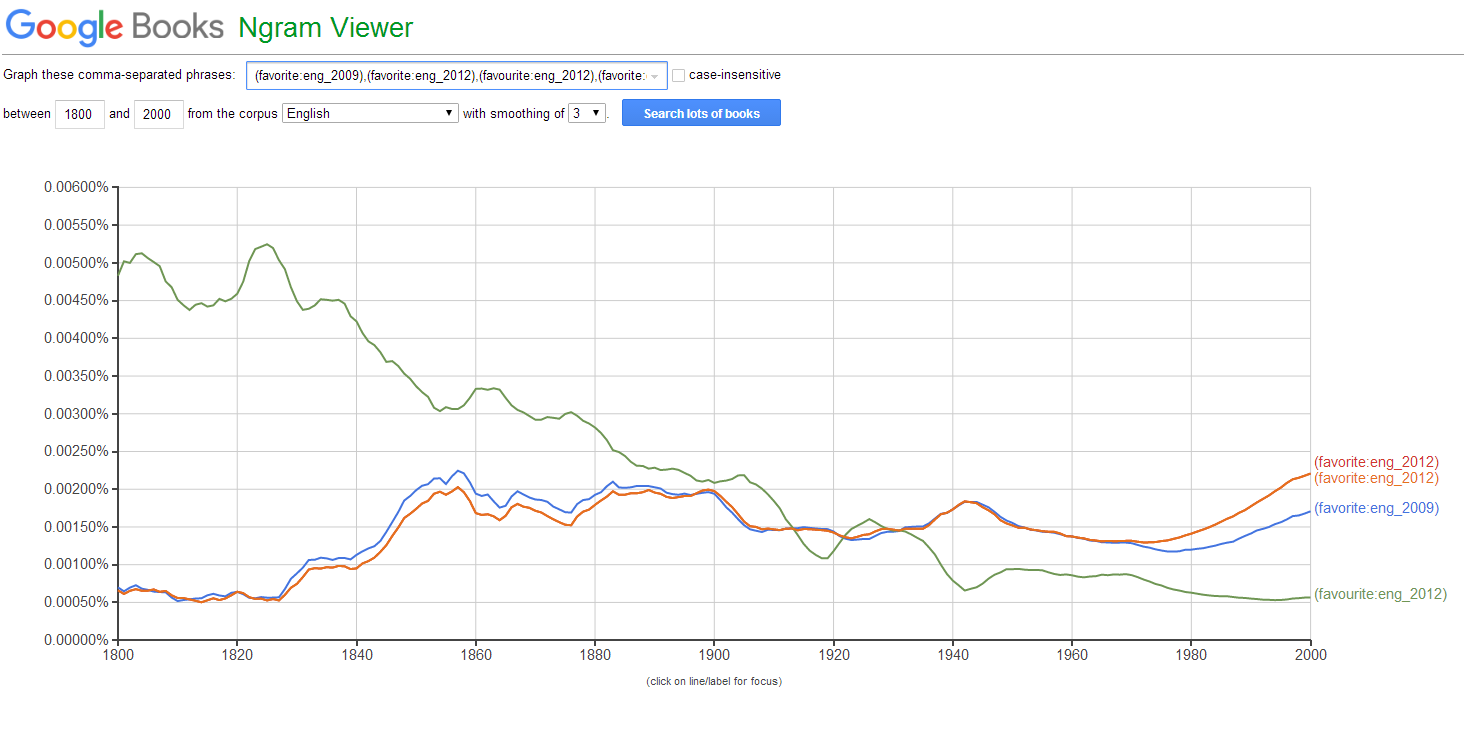 Google Books Ngram Viewer
Graph these comma-separated phrases: (favorite:eng_2009),(favorite:eng_2012),(favourite:eng_2012),(favorite: case-insensitive
between 1800 and 2000 from the corpus English with smoothing of 3 . Search lots of books
0.00600%
0.00550%
0.00500%
0.00450%
0.00400%
0.00350%
0.00300%
0.00250%
0.00200%
0.00150%
0.00100%
0.00050%
0.00000%
(favorite:eng_2012)
(favorite:eng_2012)
(favorite:eng_2009)
(favourite:eng_2012)
1800 1820 1840 1860 1880 1900 1920 1940 1960 1980 2000
(click on line/label for focus)